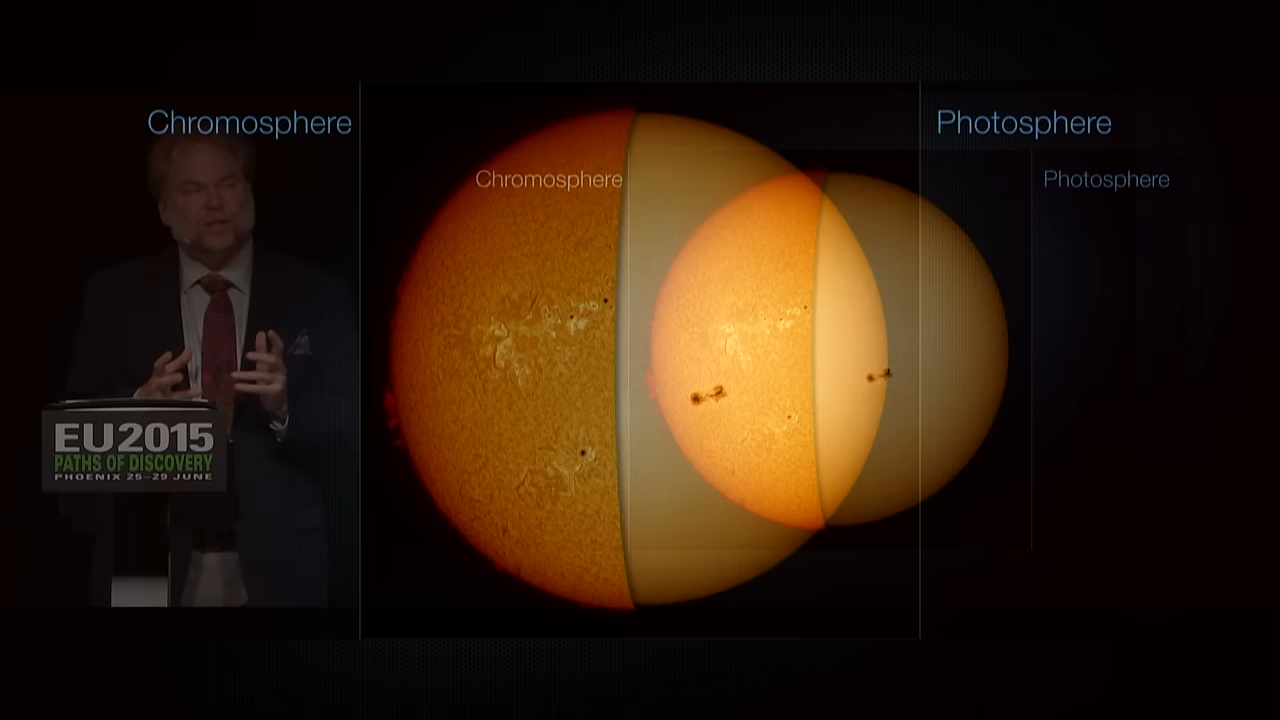 Chromosphere
Photosphere
Chromosphere
Photosphere
EU2015
PATHS OF DISCOVERY
PHOENIX 25–29 JUNE